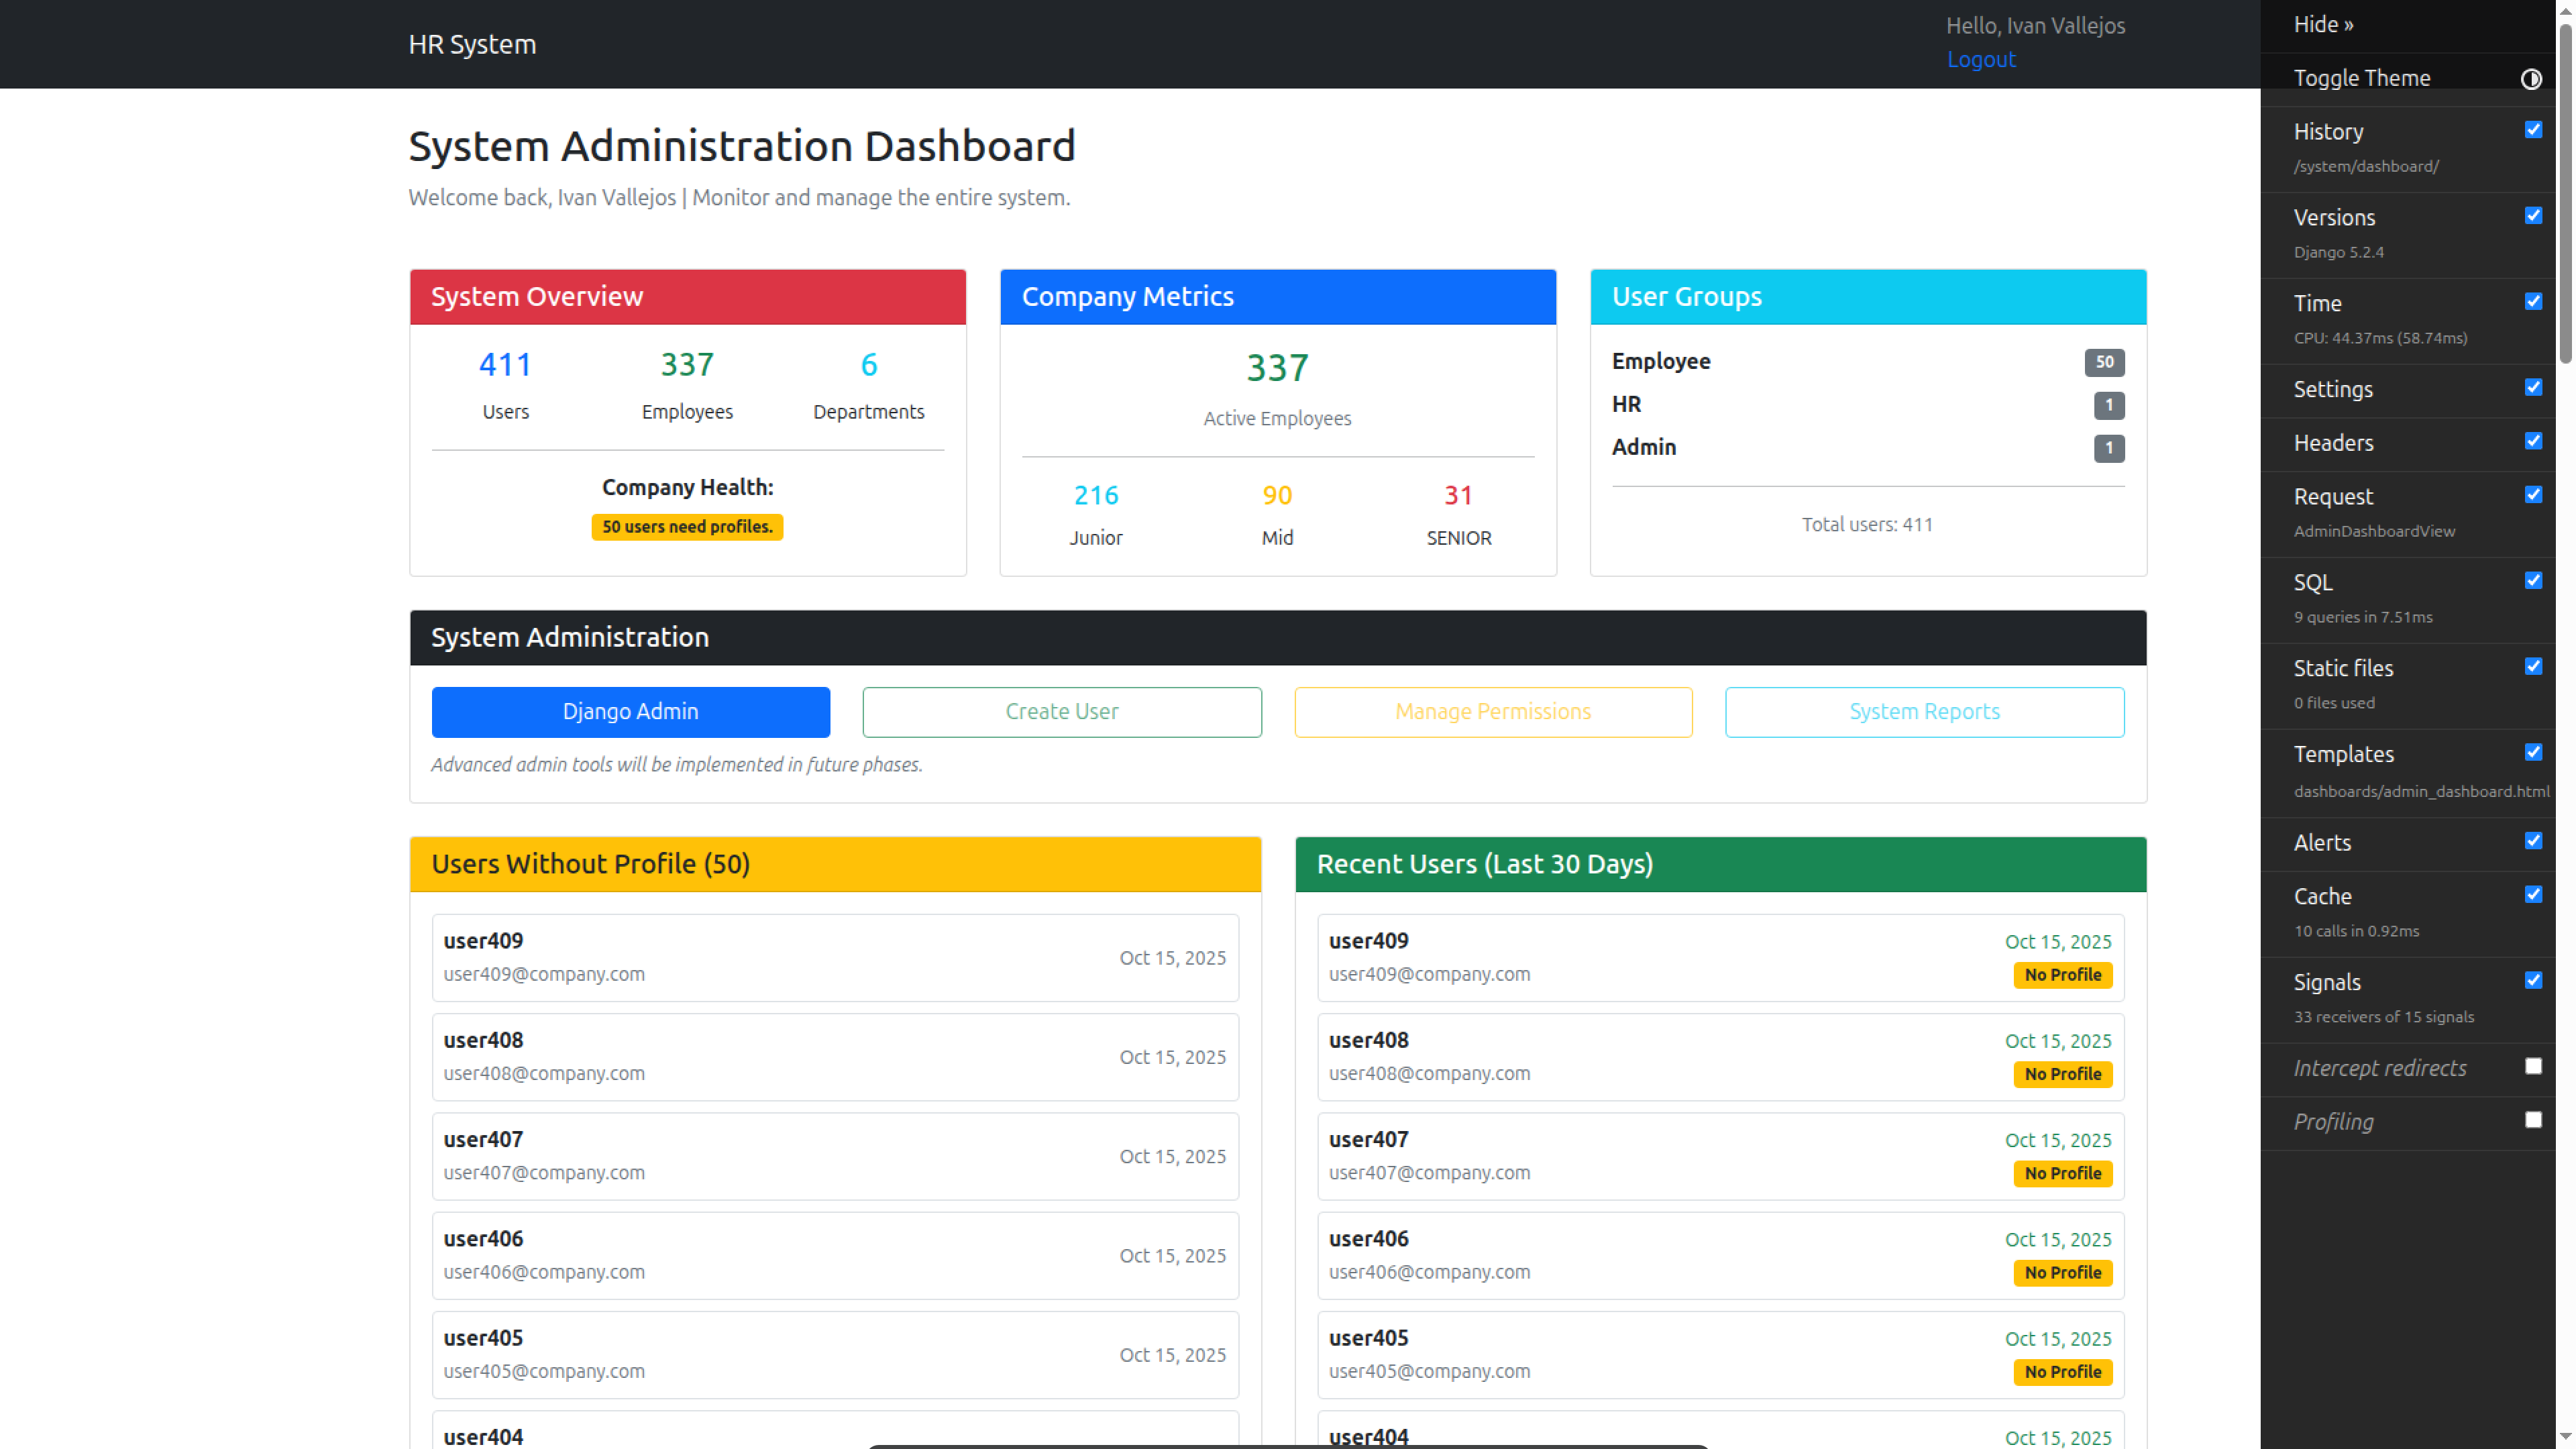 HR System
Hello, Ivan Vallejos
Logout
System Administration Dashboard
Welcome back, Ivan Vallejos | Monitor and manage the entire system.
System Overview
411
337
6
Users
Employees
Departments
Company Health:
50 users need profiles.
Company Metrics
337
Active Employees
216
90
31
Junior
Mid
SENIOR
User Groups
Employee
50
HR
1
Admin
1
Total users: 411
System Administration
Django Admin
Create User
Manage Permissions
System Reports
Advanced admin tools will be implemented in future phases.
Users Without Profile (50)
user409
user409@company.com
Oct 15, 2025
user408
user408@company.com
Oct 15, 2025
user407
user407@company.com
Oct 15, 2025
user406
user406@company.com
Oct 15, 2025
user405
user405@company.com
Oct 15, 2025
user404
Recent Users (Last 30 Days)
user409
user409@company.com
Oct 15, 2025
No Profile
user408
user408@company.com
Oct 15, 2025
No Profile
user407
user407@company.com
Oct 15, 2025
No Profile
user406
user406@company.com
Oct 15, 2025
No Profile
user405
user405@company.com
Oct 15, 2025
No Profile
user404
Oct 15, 2025
Hide »
Toggle Theme
History
/system/dashboard/
Versions
Django 5.2.4
Time
CPU: 44.37ms (58.74ms)
Settings
Headers
Request
AdminDashboardView
SQL
9 queries in 7.51ms
Static files
0 files used
Templates
dashboards/admin_dashboard.html
Alerts
Cache
10 calls in 0.92ms
Signals
33 receivers of 15 signals
Intercept redirects
Profiling